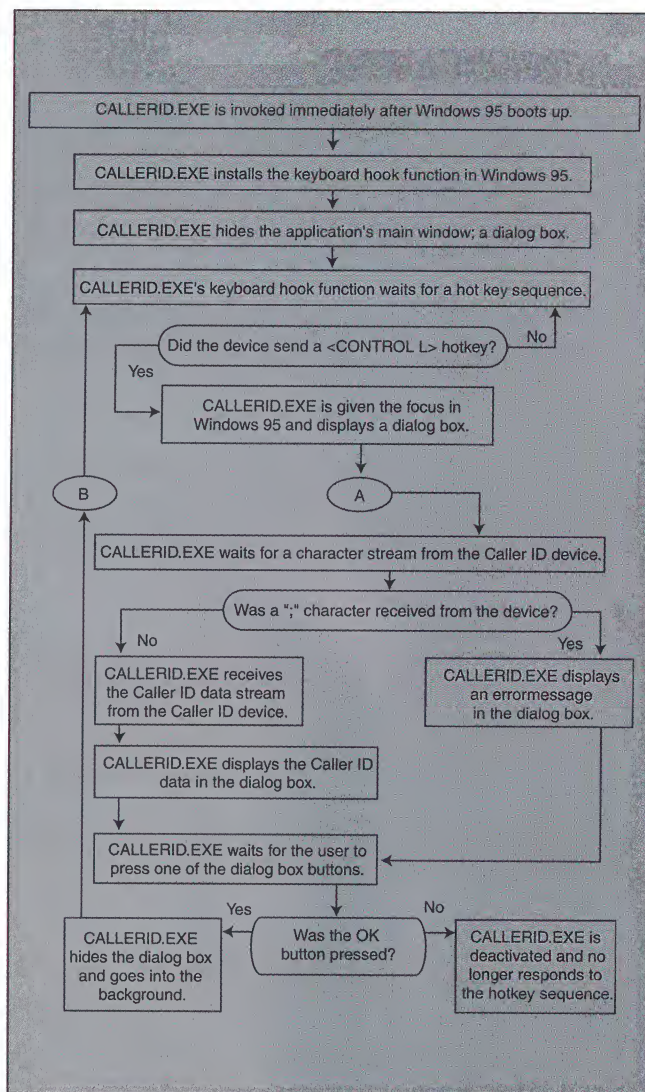 CALLERID.EXE is invoked immediately after Windows 95 boots up.
CALLERID.EXE installs the keyboard hook function in Windows 95.
CALLERID.EXE hides the application's main window; a dialog box.
CALLERID.EXE's keyboard hook function waits for a hot key sequence.
Did the device send a <CONTROL L> hotkey?
No
Yes
CALLERID.EXE is given the focus in
Windows 95 and displays a dialog box.
B
A
CALLERID.EXE waits for a character stream from the Caller ID device.
Was a ";" character received from the device?
No
Yes
CALLERID.EXE receives
the Caller ID data stream
from the Caller ID device.
CALLERID.EXE displays
an errormessage
in the dialog box.
CALLERID.EXE displays the Caller ID
data in the dialog box.
CALLERID.EXE waits for the user to
press one of the dialog box buttons.
Yes
No
CALLERID.EXE
hides the dialog box
and goes into the
background.
Was the OK
button pressed?
CALLERID.EXE is
deactivated and no
longer responds to
the hotkey sequence.